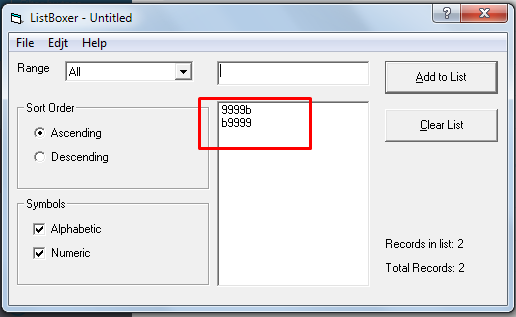 ListBoxer - Untitled
File Edjt Help
Range
All
Add to List
Sort Order
Ascending
Descending
9999b
b9999
Clear List
Symbols
Alphabetic
Numeric
Records in list: 2
Total Records: 2